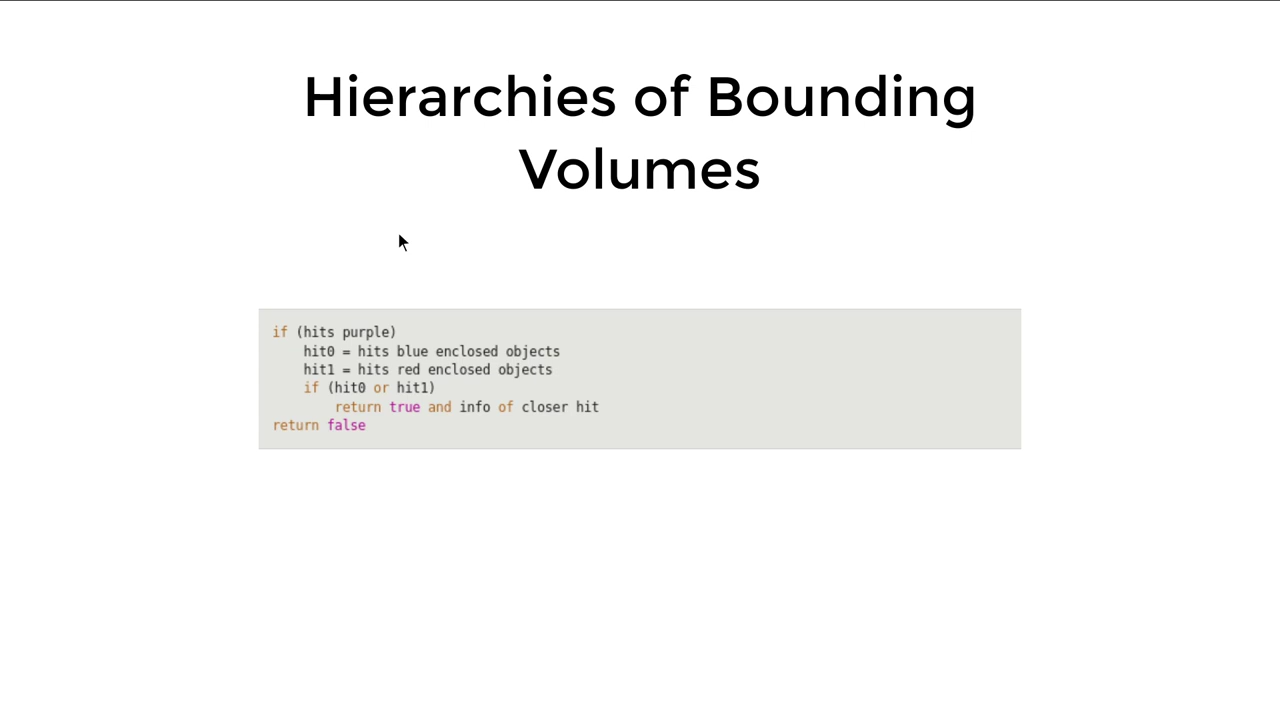 Hierarchies of Bounding
Volumes
if (hits purple)
    hit0 = hits blue enclosed objects
    hit1 = hits red enclosed objects
    if (hit0 or hit1)
        return true and info of closer hit
return false